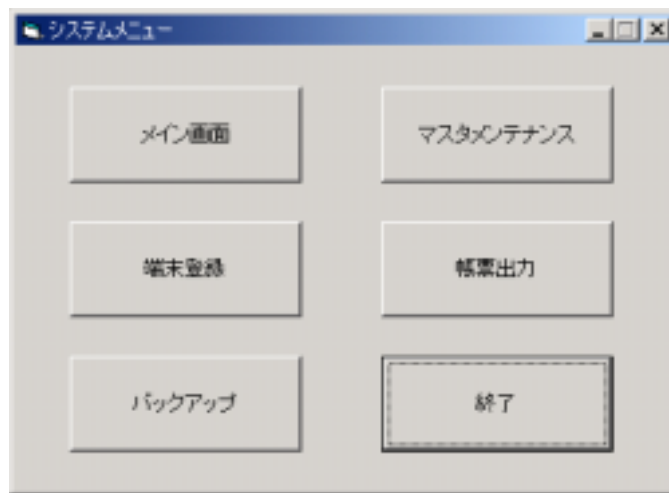 システムメニュー
メイン画面
マスタメンテナンス
端末登録
帳票出力
バックアップ
終了